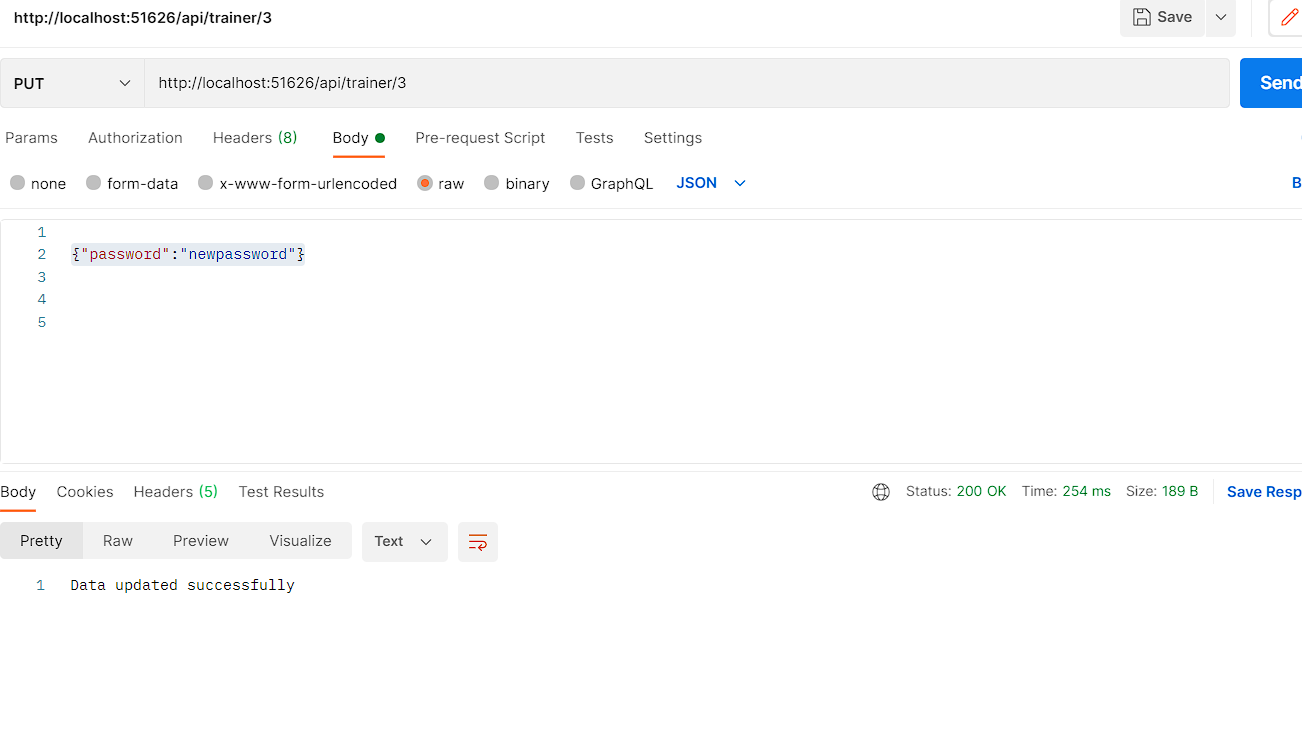 http://localhost:51626/api/trainer/3
Save
PUT
http://localhost:51626/api/trainer/3
Send
Params Authorization Headers (8) Body Pre-request Script Tests Settings
none form-data x-www-form-urlencoded raw binary GraphQL JSON B
1
2 {"password":"newpassword"}
3
4
5
Body Cookies Headers (5) Test Results Status: 200 OK Time: 254 ms Size: 189 B Save Resp
Pretty Raw Preview Visualize Text
1 Data updated successfully